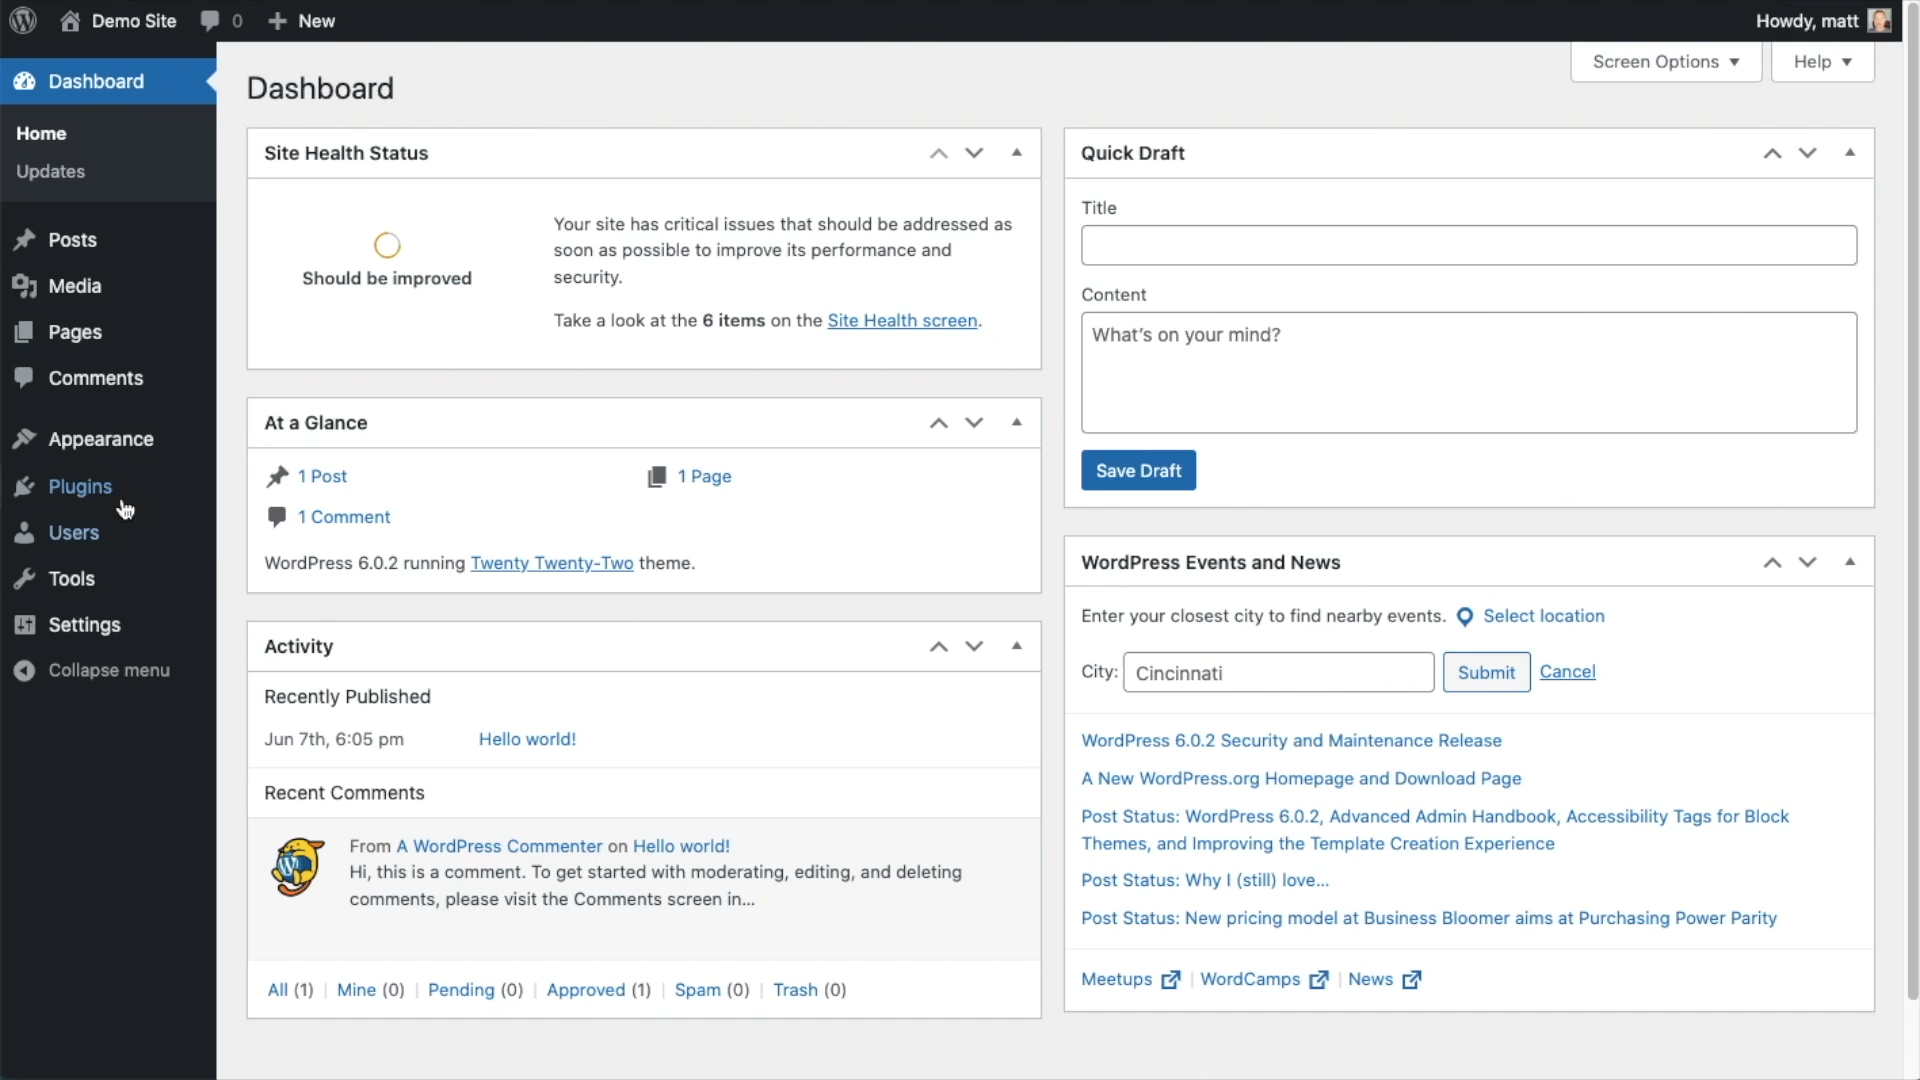 Demo Site
0
New
Howdy, matt
Dashboard
Home
Updates
Posts
Media
Pages
Comments
Appearance
Plugins
Users
Tools
Settings
Collapse menu
Screen Options
Help
Dashboard
Site Health Status
Should be improved
Your site has critical issues that should be addressed as
soon as possible to improve its performance and
security.
Take a look at the 6 items on the Site Health screen.
At a Glance
1 Post
1 Page
1 Comment
WordPress 6.0.2 running Twenty Twenty-Two theme.
Activity
Recently Published
Jun 7th, 6:05 pm
Hello world!
Recent Comments
From A WordPress Commenter on Hello world!
Hi, this is a comment. To get started with moderating, editing, and deleting
comments, please visit the Comments screen in...
All (1) | Mine (0) | Pending (0) | Approved (1) | Spam (0) | Trash (0)
Quick Draft
Title
Content
What's on your mind?
Save Draft
WordPress Events and News
Enter your closest city to find nearby events. Select location
City: Cincinnati Submit Cancel
WordPress 6.0.2 Security and Maintenance Release
A New WordPress.org Homepage and Download Page
Post Status: WordPress 6.0.2, Advanced Admin Handbook, Accessibility Tags for Block
Themes, and Improving the Template Creation Experience
Post Status: Why I (still) love...
Post Status: New pricing model at Business Bloomer aims at Purchasing Power Parity
Meetups | WordCamps | News